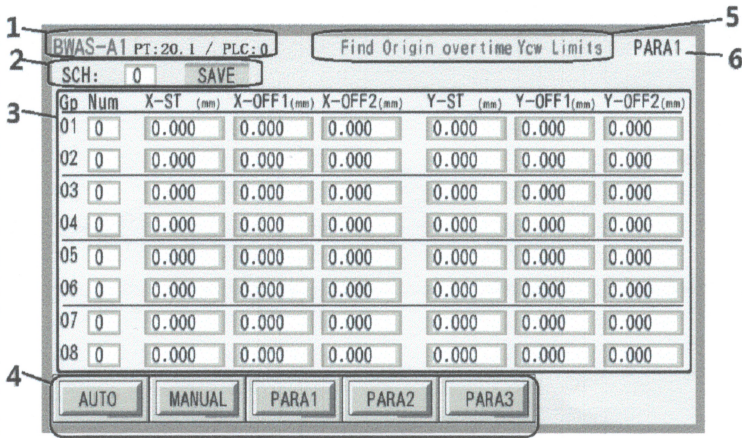 1
5
BWAS-A1 PT:20.1 / PLC:0 Find Origin overtime Ycw Limits PARA1
6
2
SCH: 0 SAVE
3
Gp Num X-ST (mm) X-OFF1(mm) X-OFF2(mm) Y-ST (mm) Y-OFF1(mm) Y-OFF2(mm)
01 0 0.000 0.000 0.000 0.000 0.000 0.000
02 0 0.000 0.000 0.000 0.000 0.000 0.000
03 0 0.000 0.000 0.000 0.000 0.000 0.000
04 0 0.000 0.000 0.000 0.000 0.000 0.000
05 0 0.000 0.000 0.000 0.000 0.000 0.000
06 0 0.000 0.000 0.000 0.000 0.000 0.000
07 0 0.000 0.000 0.000 0.000 0.000 0.000
08 0 0.000 0.000 0.000 0.000 0.000 0.000
4
AUTO MANUAL PARA1 PARA2 PARA3